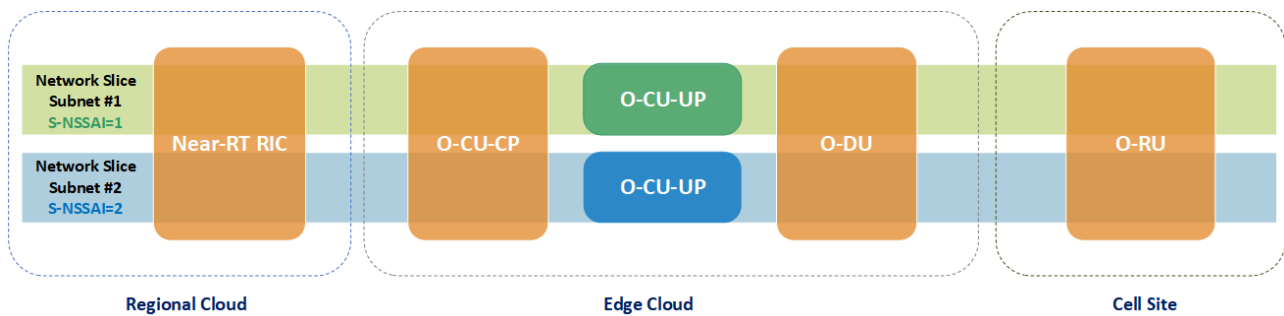 Network Slice
Subnet #1
S-NSSAI=1
Near-RT RIC
O-CU-CP
O-CU-UP
O-DU
O-RU
Network Slice
Subnet #2
S-NSSAI=2
O-CU-UP
Regional Cloud
Edge Cloud
Cell Site